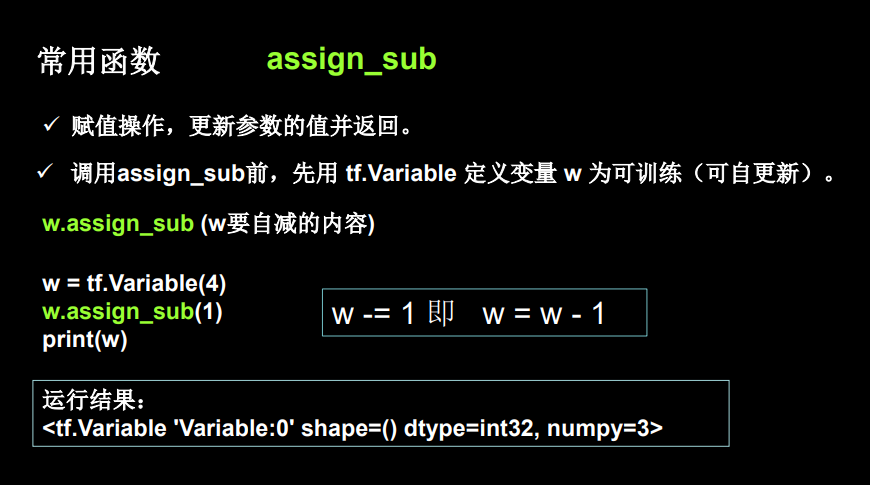 常用函数 assign_sub
✓ 赋值操作，更新参数的值并返回。
✓ 调用assign_sub前，先用 tf.Variable 定义变量 w 为可训练（可自更新）。
w.assign_sub (w要自减的内容)
w = tf.Variable(4)
w.assign_sub(1)
print(w)
w -= 1 即 w = w - 1
运行结果：
<tf.Variable 'Variable:0' shape=() dtype=int32, numpy=3>